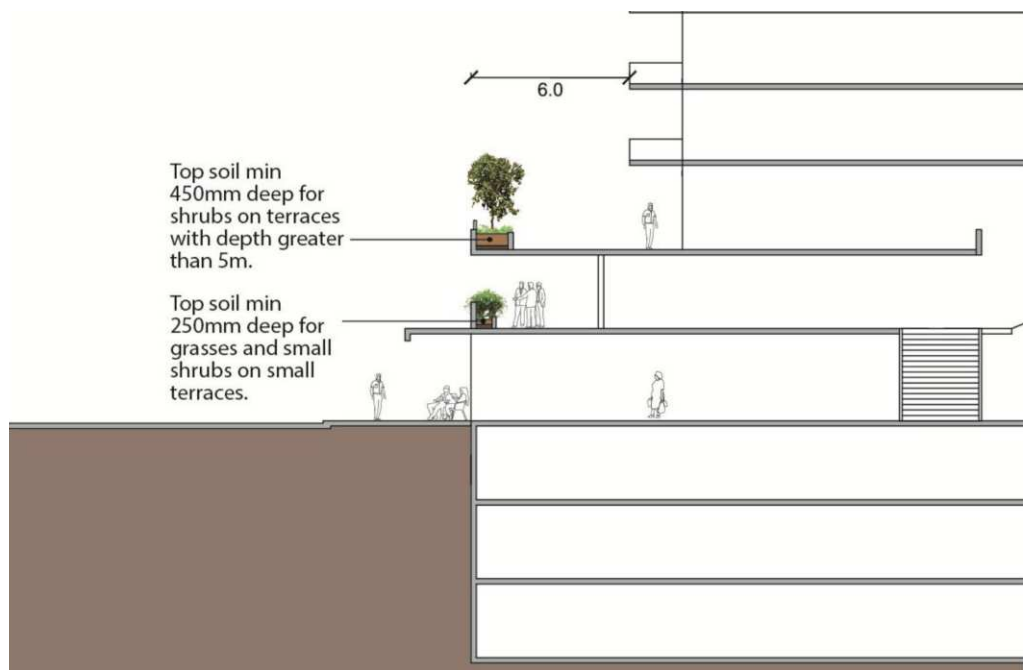 6.0
Top soil min
450mm deep for
shrubs on terraces
with depth greater
than 5m.
Top soil min
250mm deep for
grasses and small
shrubs on small
terraces.